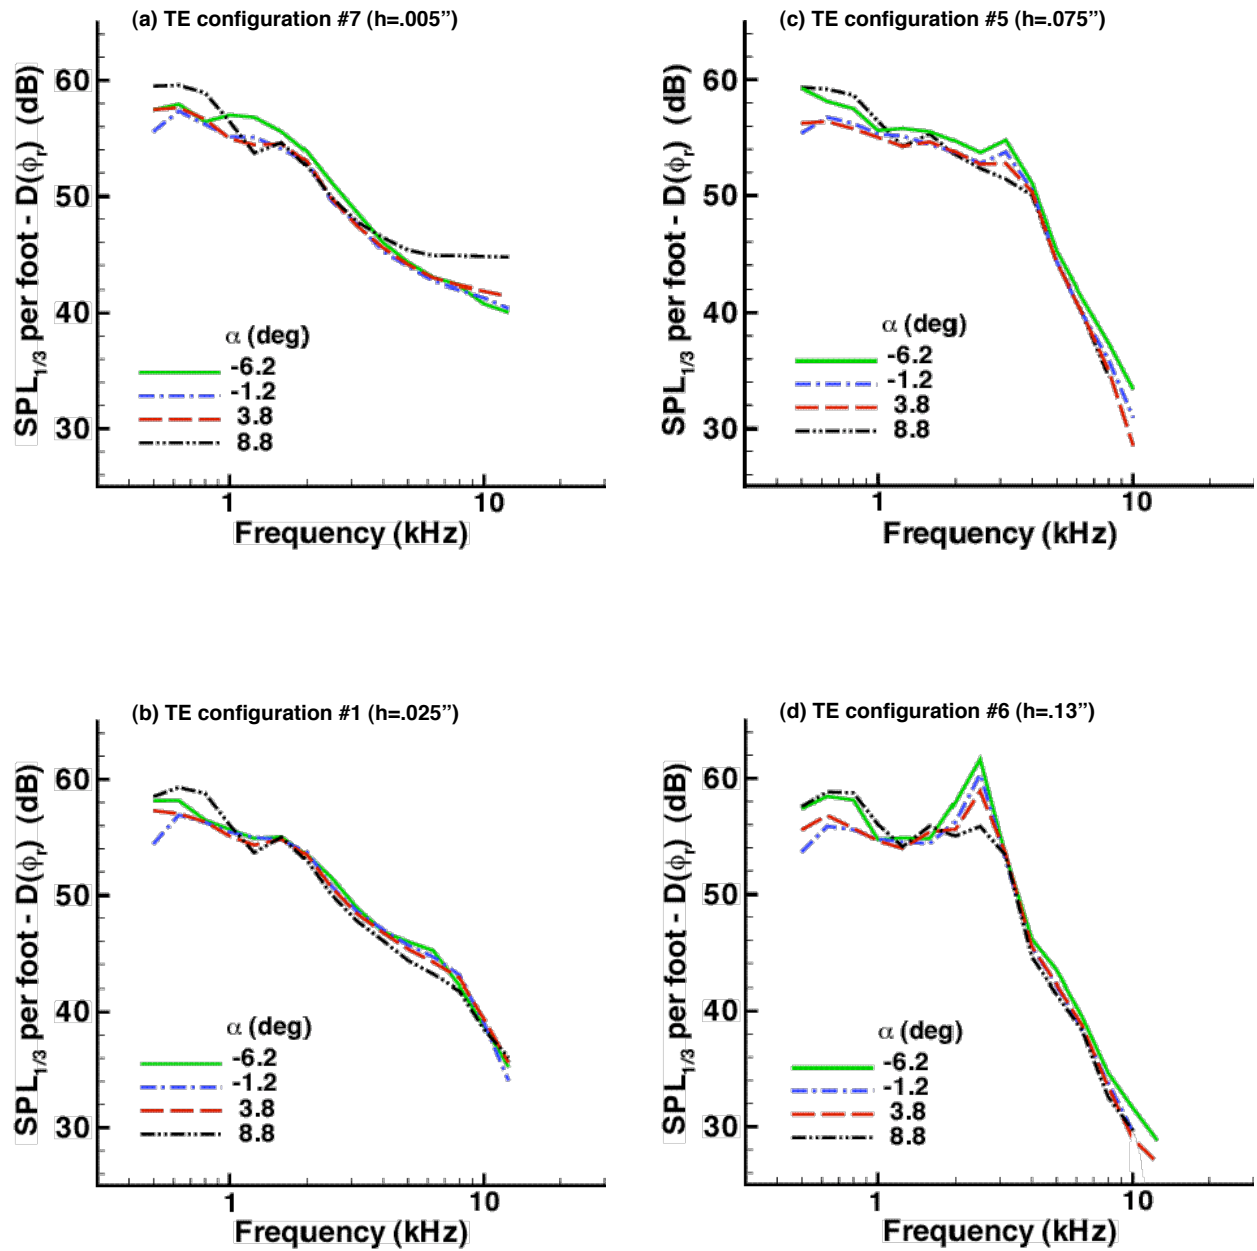 (a) TE configuration #7 (h=.005”)
SPL1/3 per foot - D(ϕr) (dB)
60
50
40
30
α (deg)
-6.2
-1.2
3.8
8.8
1
10
Frequency (kHz)
(c) TE configuration #5 (h=.075”)
SPL1/3 per foot - D(ϕr) (dB)
60
50
40
30
α (deg)
-6.2
-1.2
3.8
8.8
1
10
Frequency (kHz)
(b) TE configuration #1 (h=.025”)
SPL1/3 per foot - D(ϕr) (dB)
60
50
40
30
α (deg)
-6.2
-1.2
3.8
8.8
1
10
Frequency (kHz)
(d) TE configuration #6 (h=.13”)
SPL1/3 per foot - D(ϕr) (dB)
60
50
40
30
α (deg)
-6.2
-1.2
3.8
8.8
1
10
Frequency (kHz)